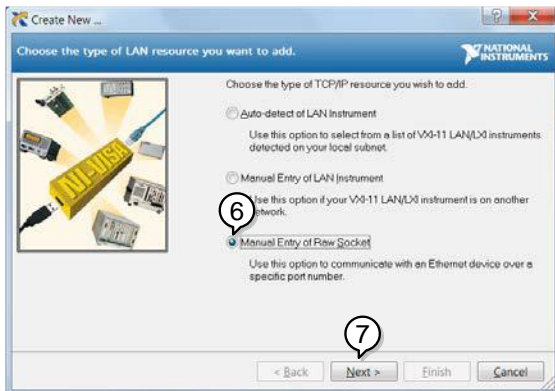 Create New ...
Choose the type of LAN resource you want to add.
NATIONAL
INSTRUMENTS
NI-VISA
Choose the type of TCP/IP resource you wish to add.
Auto-detect of LAN Instrument
Use this option to select from a list of VXI-11 LAN/LXI instruments
detected on your local subnet.
Manual Entry of LAN Instrument
Use this option if your VXI-11 LAN/LXI instrument is on another
network.
6
Manual Entry of Raw Socket
Use this option to communicate with an Ethernet device over a
specific port number.
7
< Back
Next >
Finish
Cancel